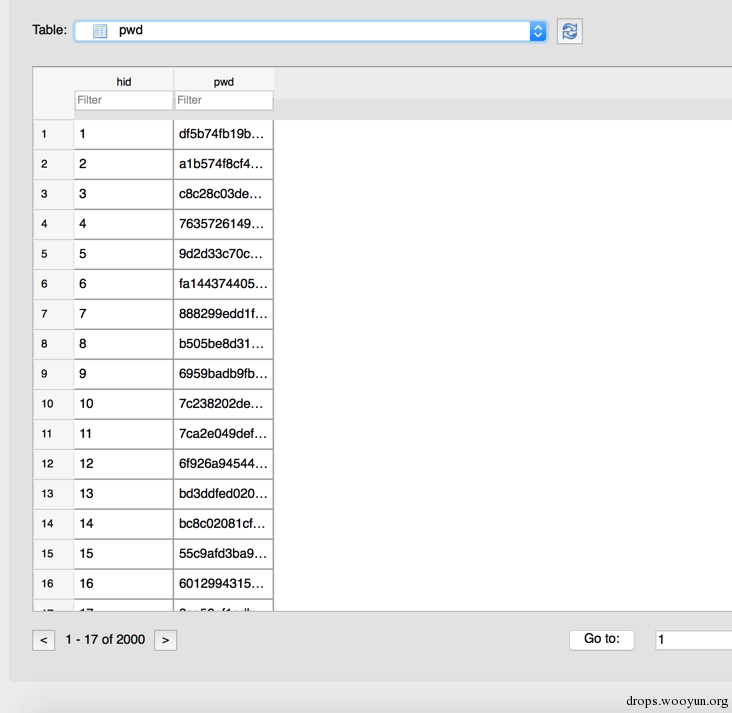 Table: pwd
hid pwd
Filter Filter
1 1 df5b74fb19b...
2 2 a1b574f8cf4...
3 3 c8c28c03de...
4 4 7635726149...
5 5 9d2d33c70c...
6 6 fa144374405...
7 7 888299edd1f...
8 8 b505be8d31...
9 9 6959badb9fb...
10 10 7c238202de...
11 11 7ca2e049def...
12 12 6f926a94544...
13 13 bd3ddfed020...
14 14 bc8c02081cf...
15 15 55c9afd3ba9...
16 16 6012994315...
< 1 - 17 of 2000 > Go to: 1
drops.wooyun.org